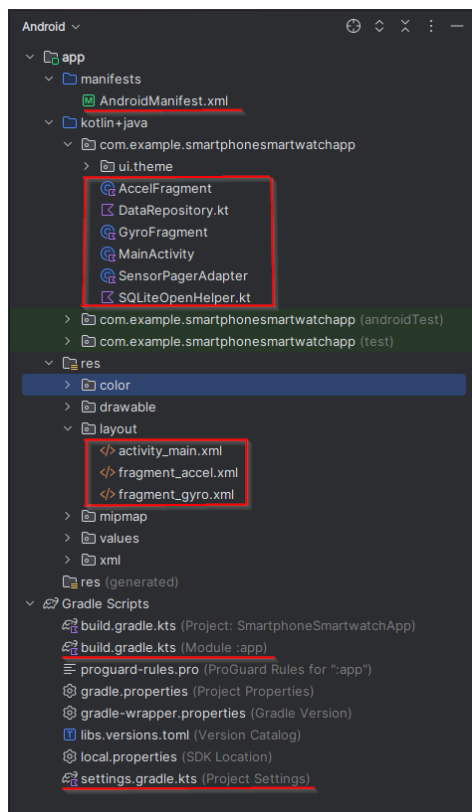 Android
app
manifests
AndroidManifest.xml
kotlin+java
com.example.smartphonesmartwatchapp
ui.theme
AccelFragment
DataRepository.kt
GyroFragment
MainActivity
SensorPagerAdapter
SQLiteOpenHelper.kt
com.example.smartphonesmartwatchapp (androidTest)
com.example.smartphonesmartwatchapp (test)
res
color
drawable
layout
activity_main.xml
fragment_accel.xml
fragment_gyro.xml
mipmap
values
xml
res (generated)
Gradle Scripts
build.gradle.kts (Project: SmartphoneSmartwatchApp)
build.gradle.kts (Module :app)
proguard-rules.pro (ProGuard Rules for ":app")
gradle.properties (Project Properties)
gradle-wrapper.properties (Gradle Version)
libs.versions.toml (Version Catalog)
local.properties (SDK Location)
settings.gradle.kts (Project Settings)